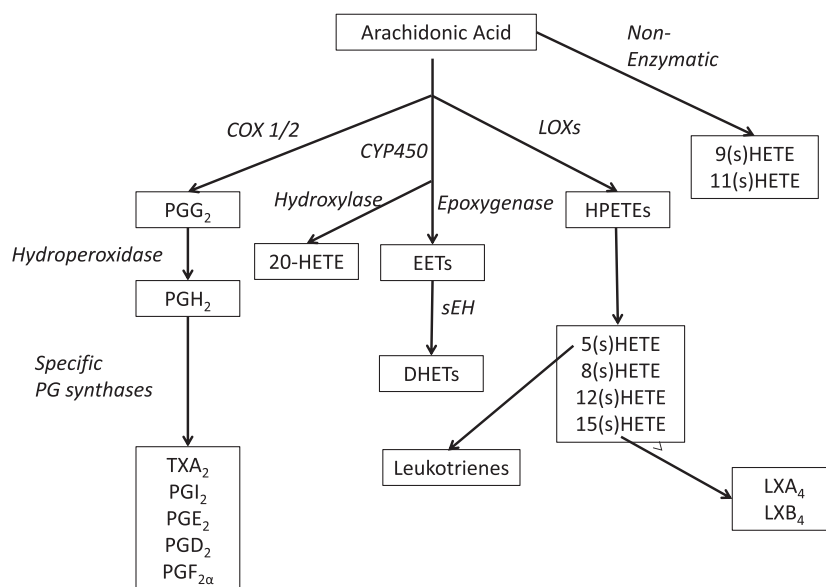 Arachidonic Acid
Non-
Enzymatic
COX 1/2
CYP450
LOXs
9(s)HETE
11(s)HETE
PGG₂
Hydroxylase
Epoxygenase
HPETEs
Hydroperoxidase
20-HETE
EETs
PGH₂
sEH
Specific
PG synthases
DHETs
5(s)HETE
8(s)HETE
12(s)HETE
15(s)HETE
Leukotrienes
TXA₂
PGI₂
PGE₂
PGD₂
PGF₂α
LXA₄
LXB₄